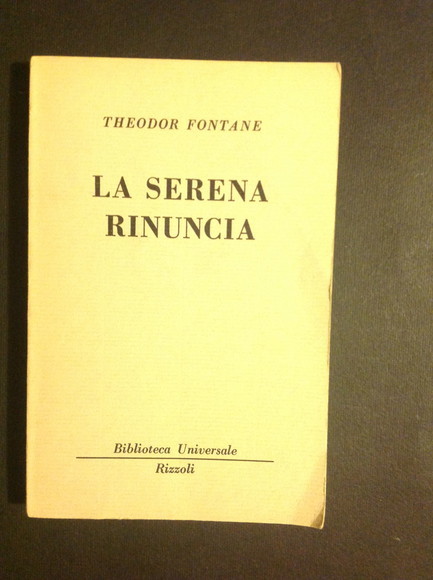 THEODOR FONTANE
LA SERENA
RINUNCIA
Biblioteca Universale
Rizzoli